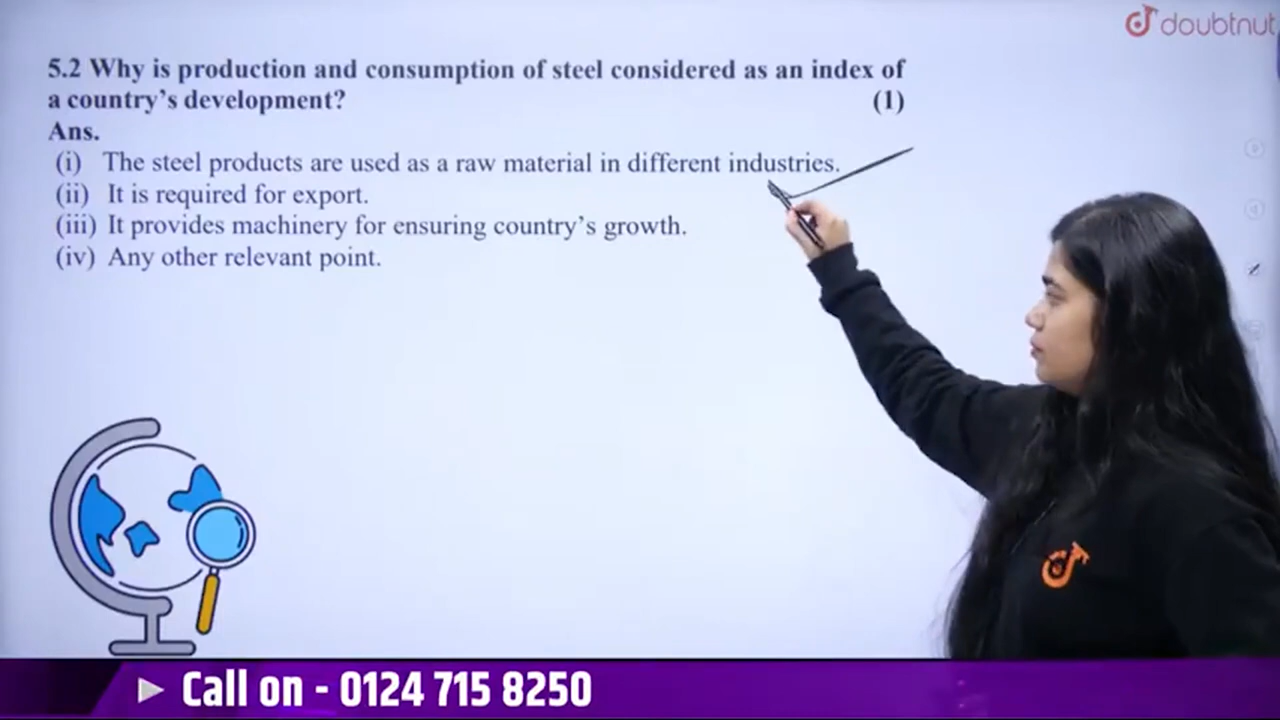 doubtnut
5.2 Why is production and consumption of steel considered as an index of
a country's development? (1)
Ans.
(i) The steel products are used as a raw material in different industries.
(ii) It is required for export.
(iii) It provides machinery for ensuring country's growth.
(iv) Any other relevant point.
Call on - 0124 715 8250